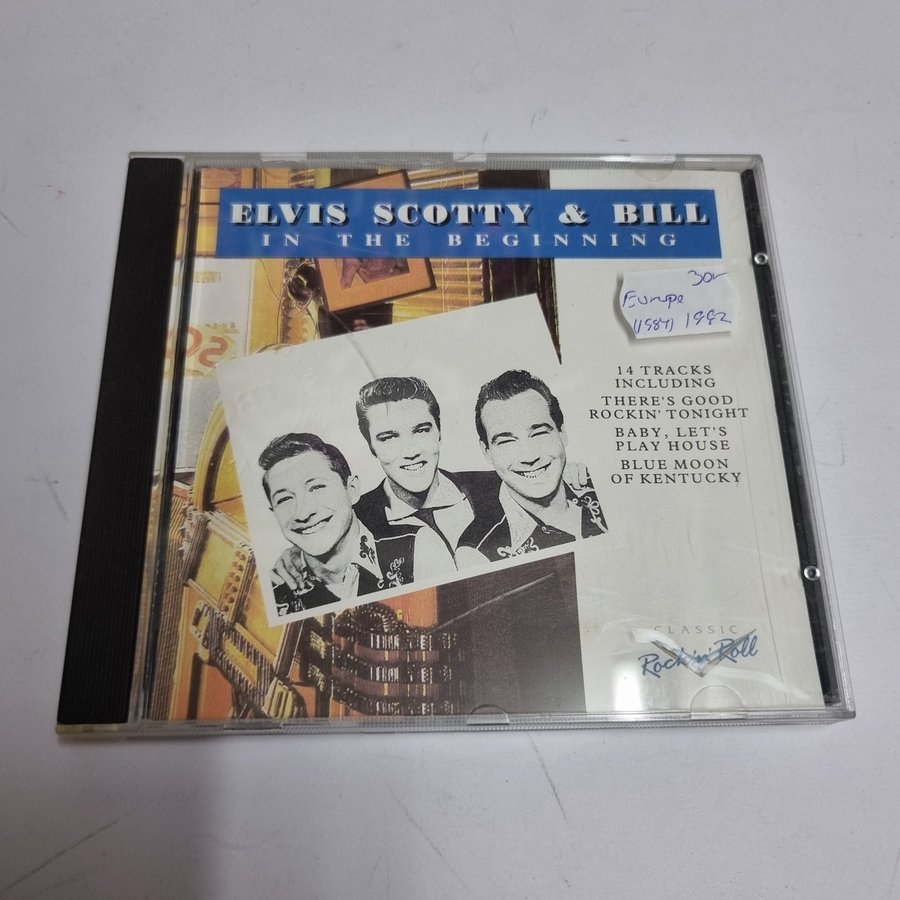 ELVIS SCOTTY & BILL
IN THE BEGINNING
30,-
Europe
(1984) 1992
14 TRACKS
INCLUDING
THERE'S GOOD
ROCKIN' TONIGHT
BABY, LET'S
PLAY HOUSE
BLUE MOON
OF KENTUCKY
CLASSIC
Rock 'n' Roll